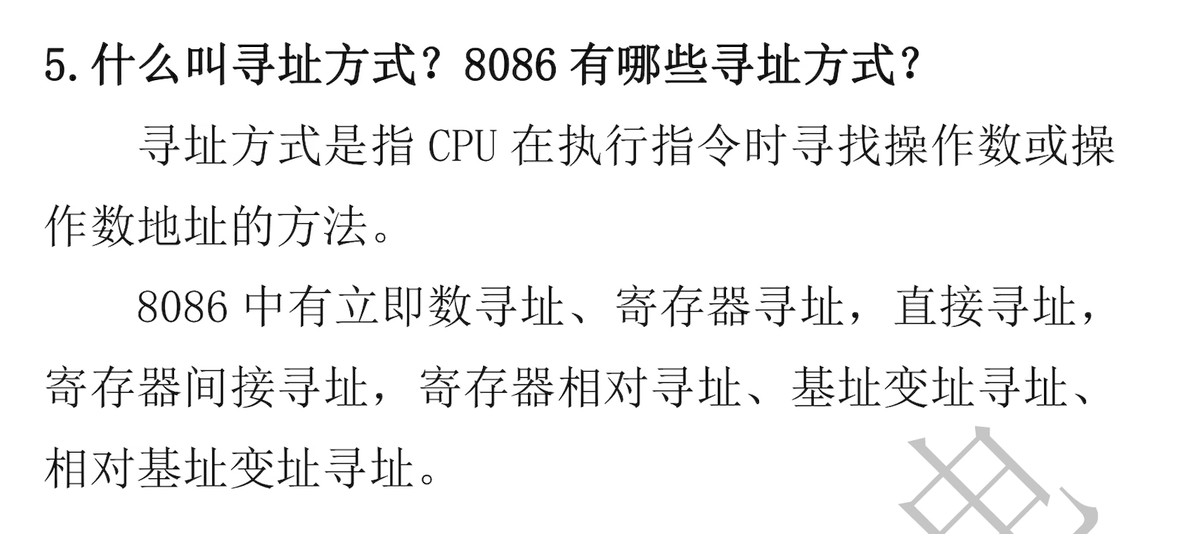 5.什么叫寻址方式？8086 有哪些寻址方式？
寻址方式是指 CPU 在执行指令时寻找操作数或操
作数地址的方法。
8086 中有立即数寻址、寄存器寻址，直接寻址，
寄存器间接寻址，寄存器相对寻址、基址变址寻址、
相对基址变址寻址。